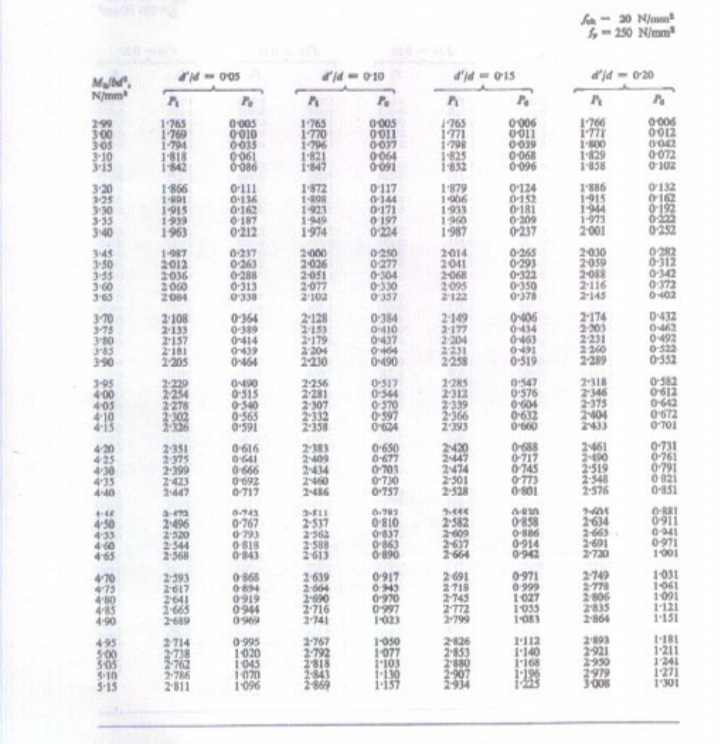 fck = 20 N/mm²
fy = 250 N/mm²
Mu/bd², d'/d = 0·05 d'/d = 0·10 d'/d = 0·15 d'/d = 0·20
N/mm²
Pt Pc Pt Pc Pt Pc Pt Pc
2·99 1·765 0·005 1·765 0·005 1·765 0·006 1·766 0·006
3·00 1·769 0·010 1·770 0·011 1·771 0·011 1·771 0·012
3·05 1·794 0·035 1·796 0·037 1·798 0·039 1·800 0·042
3·10 1·818 0·061 1·821 0·064 1·825 0·068 1·829 0·072
3·15 1·842 0·086 1·847 0·091 1·852 0·096 1·858 0·102
3·20 1·866 0·111 1·872 0·117 1·879 0·124 1·886 0·132
3·25 1·891 0·136 1·898 0·144 1·906 0·152 1·915 0·162
3·30 1·915 0·162 1·923 0·171 1·933 0·181 1·944 0·192
3·35 1·939 0·187 1·949 0·197 1·960 0·209 1·973 0·222
3·40 1·963 0·212 1·974 0·224 1·987 0·237 2·001 0·252
3·45 1·987 0·237 2·000 0·250 2·014 0·265 2·030 0·282
3·50 2·012 0·263 2·026 0·277 2·041 0·293 2·059 0·312
3·55 2·036 0·288 2·051 0·304 2·068 0·322 2·088 0·342
3·60 2·060 0·313 2·077 0·330 2·095 0·350 2·116 0·372
3·65 2·084 0·338 2·102 0·357 2·122 0·378 2·145 0·402
3·70 2·108 0·364 2·128 0·384 2·149 0·406 2·174 0·432
3·75 2·133 0·389 2·153 0·410 2·177 0·434 2·203 0·462
3·80 2·157 0·414 2·179 0·437 2·204 0·463 2·231 0·492
3·85 2·181 0·439 2·204 0·464 2·231 0·491 2·260 0·522
3·90 2·205 0·464 2·230 0·490 2·258 0·519 2·289 0·552
3·95 2·229 0·490 2·256 0·517 2·285 0·547 2·318 0·582
4·00 2·254 0·515 2·281 0·544 2·312 0·576 2·346 0·612
4·05 2·278 0·540 2·307 0·570 2·339 0·604 2·375 0·642
4·10 2·302 0·565 2·332 0·597 2·366 0·632 2·404 0·672
4·15 2·326 0·591 2·358 0·624 2·393 0·660 2·433 0·701
4·20 2·351 0·616 2·383 0·650 2·420 0·688 2·461 0·731
4·25 2·375 0·641 2·409 0·677 2·447 0·717 2·490 0·761
4·30 2·399 0·666 2·434 0·703 2·474 0·745 2·519 0·791
4·35 2·423 0·692 2·460 0·730 2·501 0·773 2·548 0·821
4·40 2·447 0·717 2·486 0·757 2·528 0·801 2·576 0·851
2·511 2·605 0·881
4·50 2·496 0·767 2·537 0·810 2·582 0·858 2·634 0·911
4·55 2·520 0·793 2·562 0·837 2·609 0·886 2·663 0·941
4·60 2·544 0·818 2·588 0·863 2·637 0·914 2·691 0·971
4·65 2·568 0·843 2·613 0·890 2·664 0·942 2·720 1·001
4·70 2·593 0·868 2·639 0·917 2·691 0·971 2·749 1·031
4·75 2·617 0·894 2·664 0·943 2·718 0·999 2·778 1·061
4·80 2·641 0·919 2·690 0·970 2·745 1·027 2·806 1·091
4·85 2·665 0·944 2·716 0·997 2·772 1·055 2·835 1·121
4·90 2·689 0·969 2·741 1·023 2·799 1·083 2·864 1·151
4·95 2·714 0·995 2·767 1·050 2·826 1·112 2·893 1·181
5·00 2·738 1·020 2·792 1·077 2·853 1·140 2·921 1·211
5·05 2·762 1·045 2·818 1·103 2·880 1·168 2·950 1·241
5·10 2·786 1·070 2·843 1·130 2·907 1·196 2·979 1·271
5·15 2·811 1·096 2·869 1·157 2·934 1·225 3·008 1·301